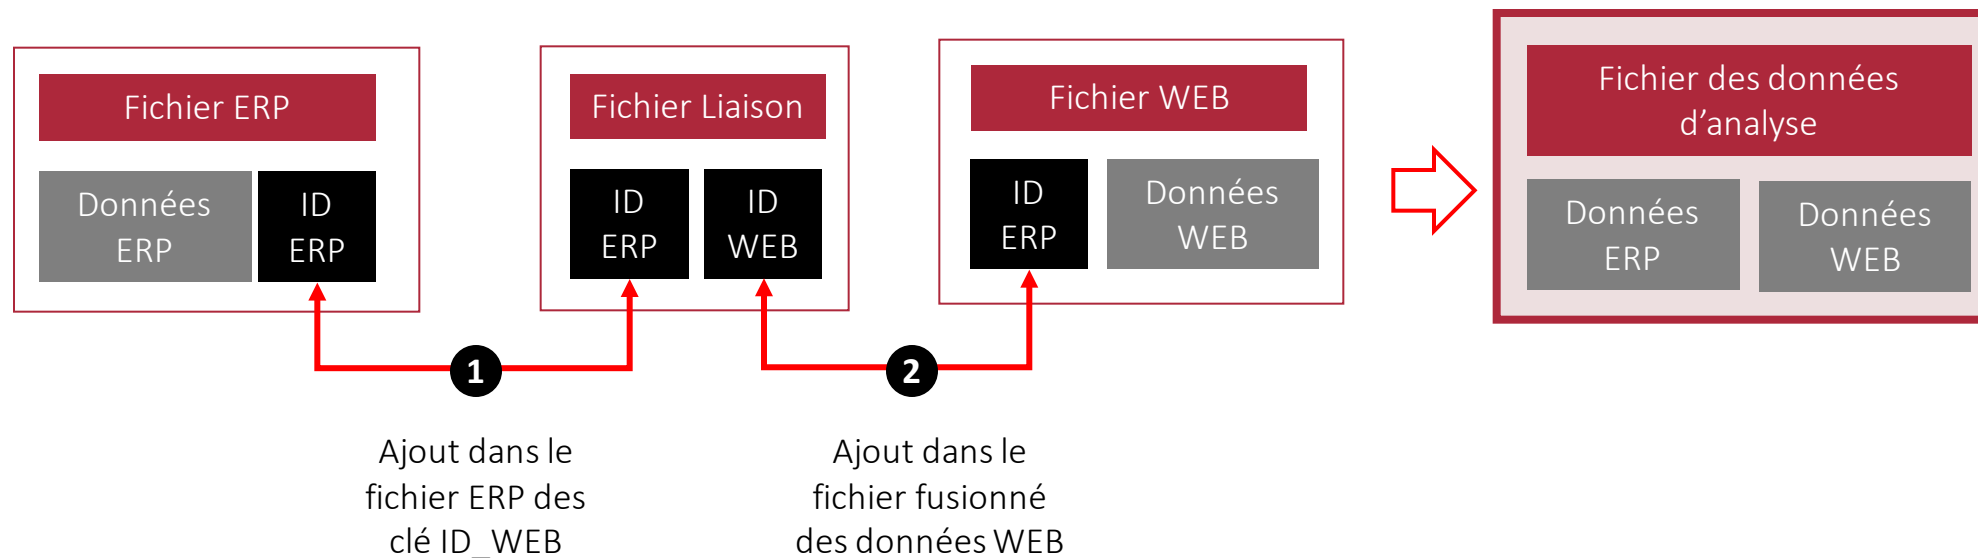 Fichier ERP
Données
ERP
ID
ERP
Fichier Liaison
ID
ERP
ID
WEB
Fichier WEB
ID
ERP
Données
WEB
Fichier des données
d’analyse
Données
ERP
Données
WEB
1
Ajout dans le
fichier ERP des
clé ID_WEB
2
Ajout dans le
fichier fusionné
des données WEB